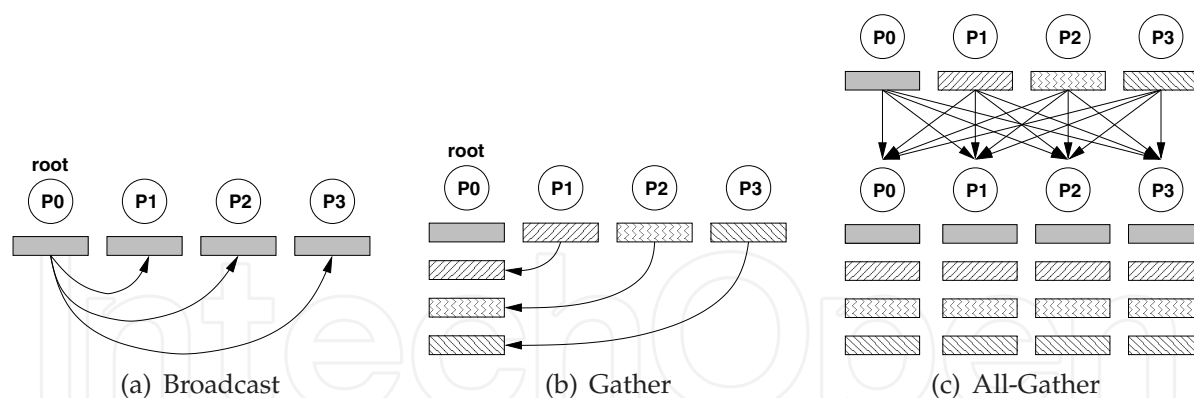 root
P0 P1 P2 P3
(a) Broadcast
root
P0 P1 P2 P3
(b) Gather
P0 P1 P2 P3
P0 P1 P2 P3
(c) All-Gather
IntechOpen